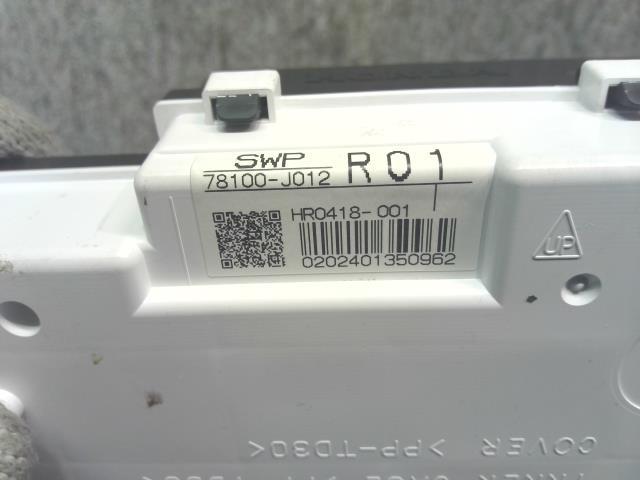 SWP R01
78100-J012
HR0418-001
0202401350962
UP
COVER >PP-TD30<